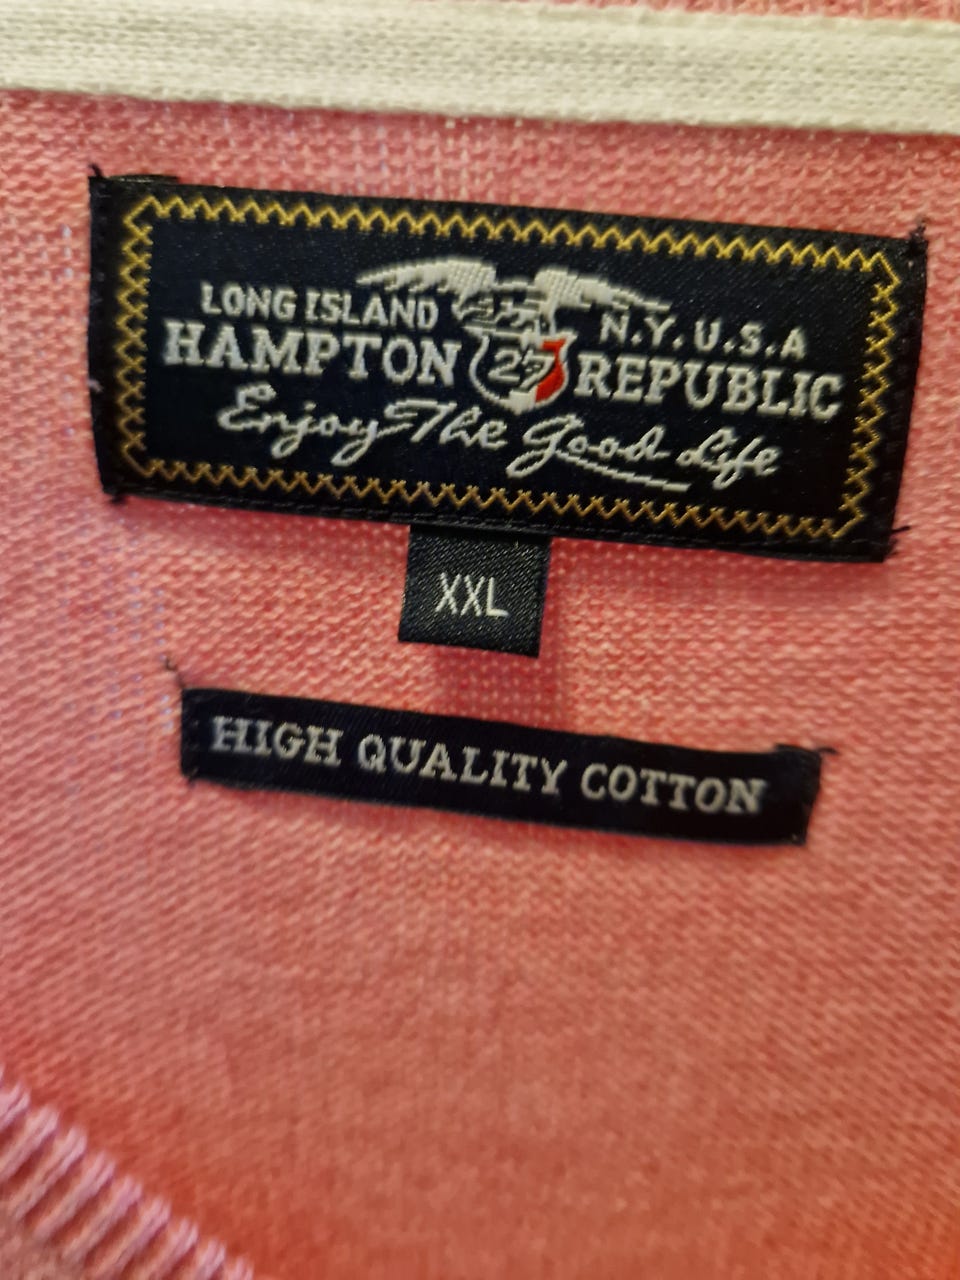 LONG ISLAND N.Y.U.S.A
HAMPTON 27 REPUBLIC
Enjoy The Good Life
XXL
HIGH QUALITY COTTON